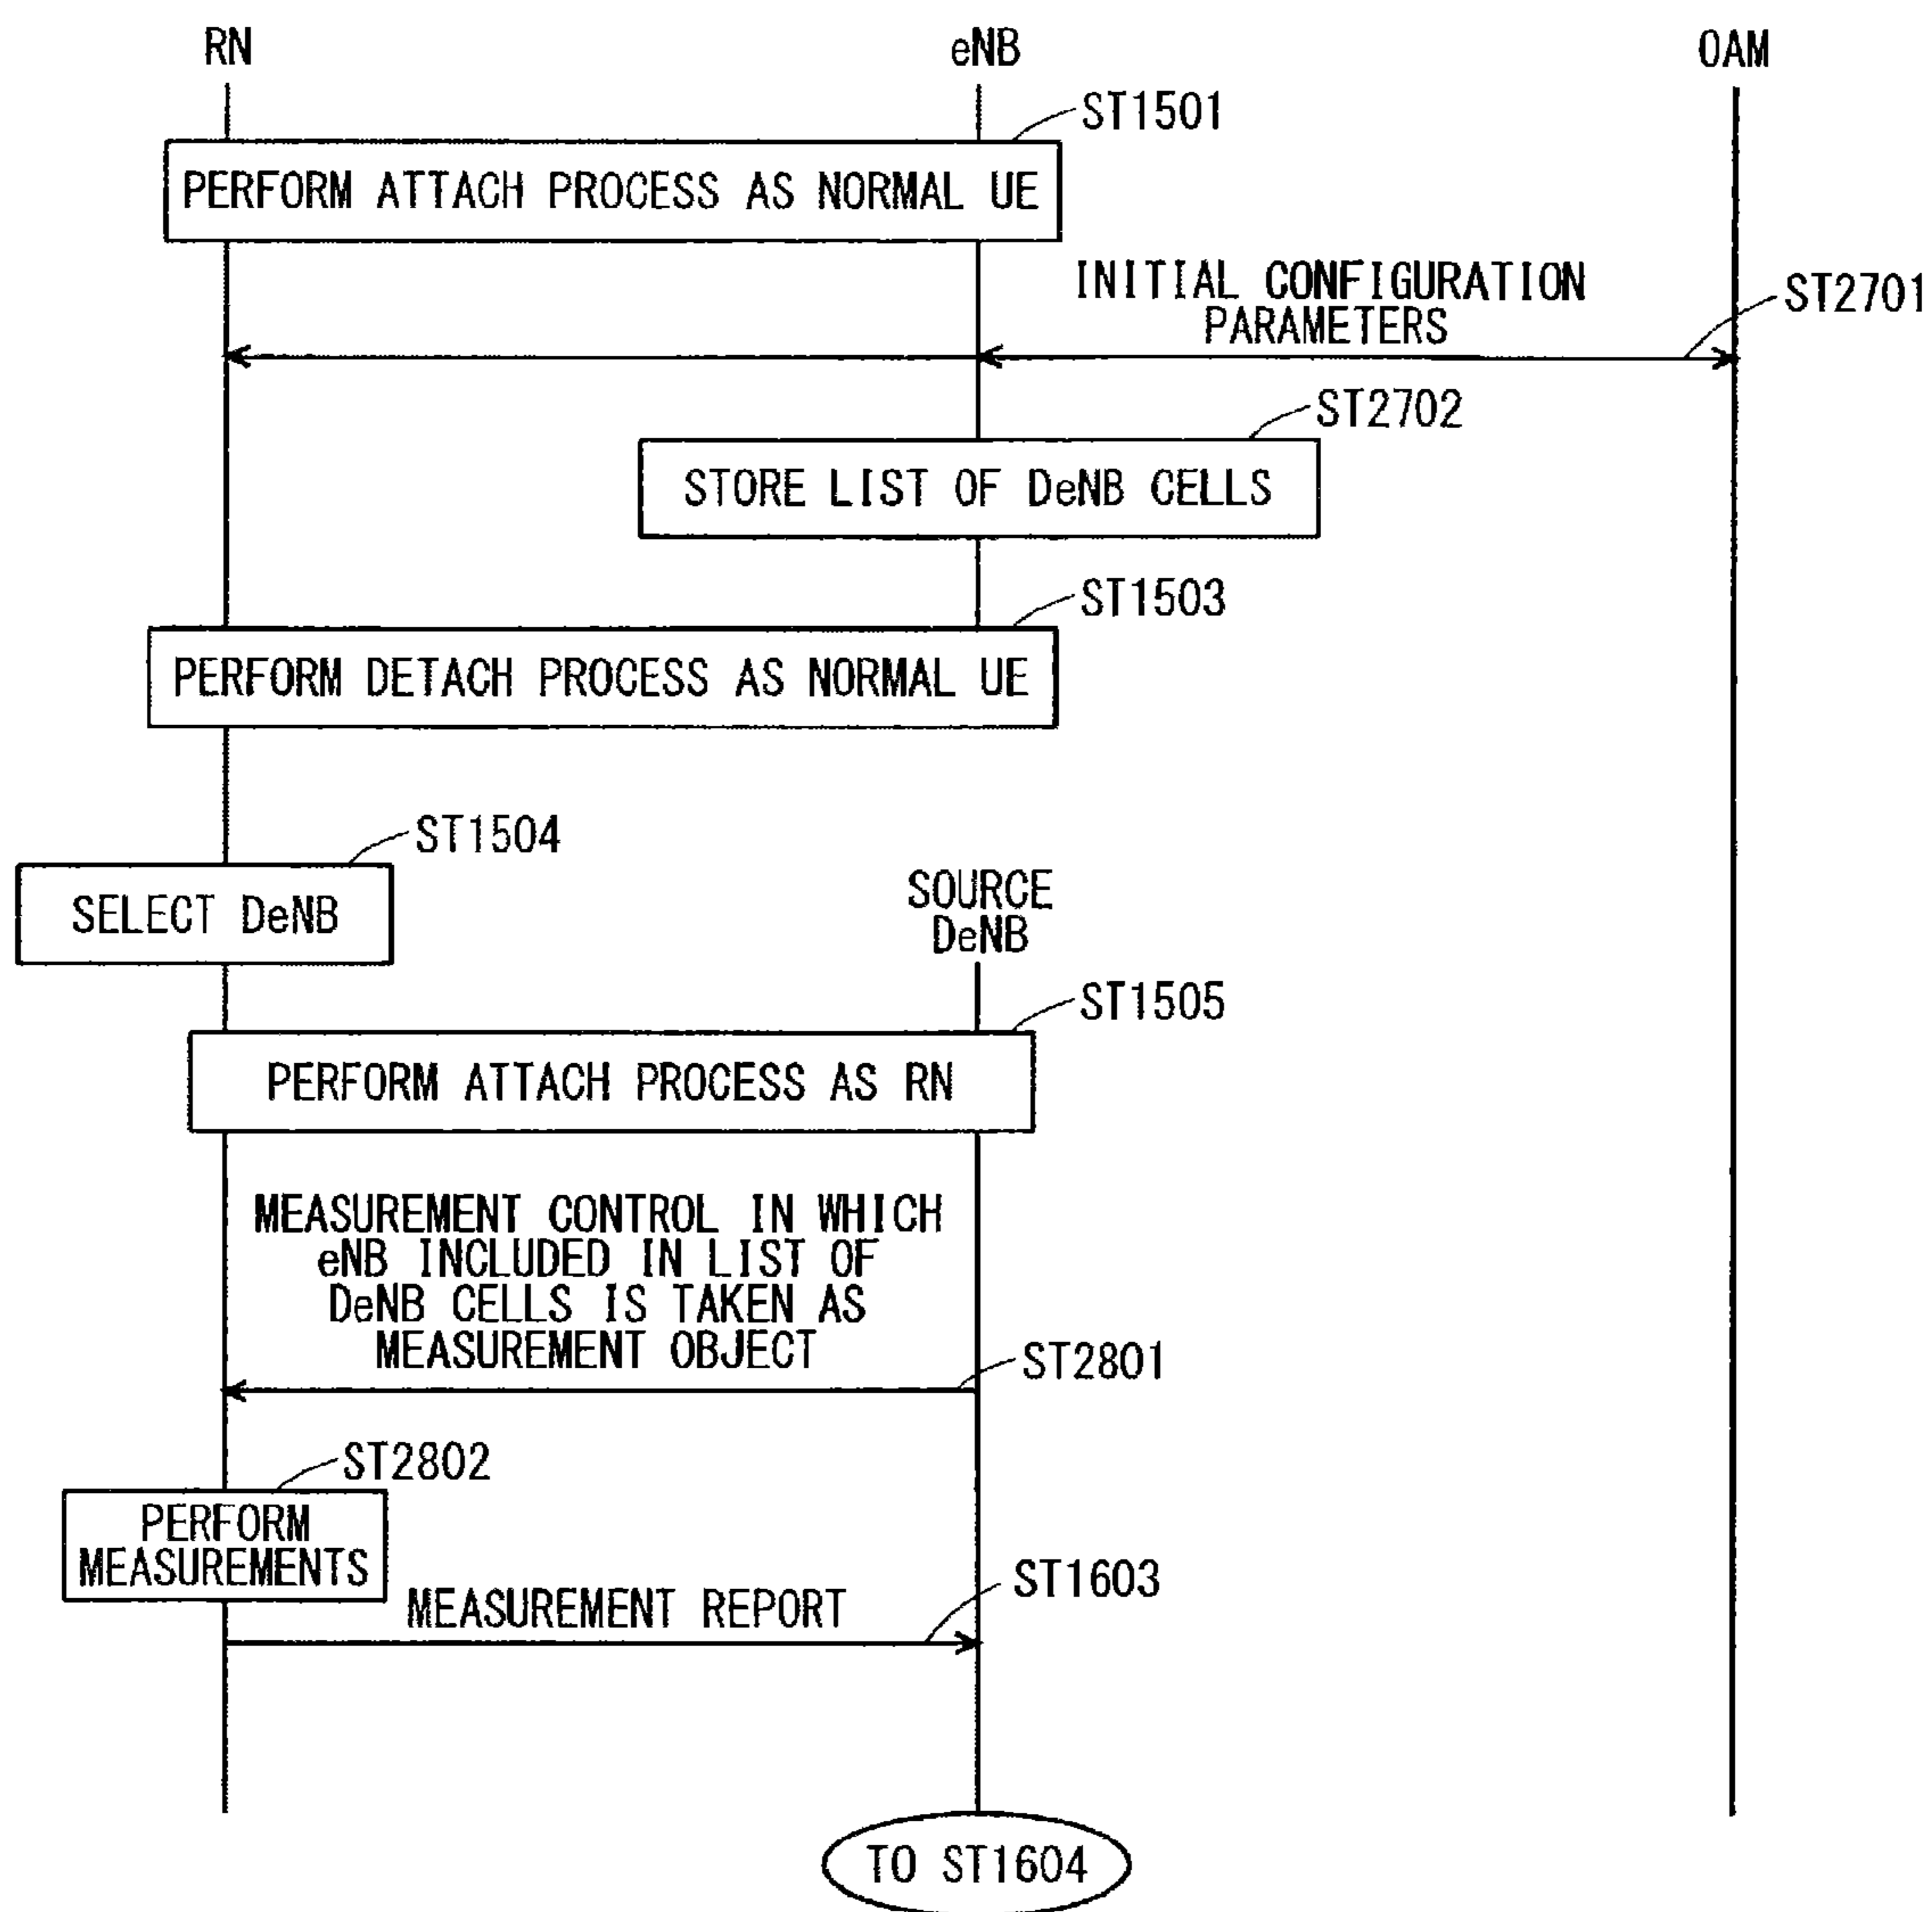 RN
eNB
OAM
ST1501
PERFORM ATTACH PROCESS AS NORMAL UE
INITIAL CONFIGURATION
PARAMETERS
ST2701
ST2702
STORE LIST OF DeNB CELLS
ST1503
PERFORM DETACH PROCESS AS NORMAL UE
ST1504
SELECT DeNB
SOURCE
DeNB
ST1505
PERFORM ATTACH PROCESS AS RN
MEASUREMENT CONTROL IN WHICH
eNB INCLUDED IN LIST OF
DeNB CELLS IS TAKEN AS
MEASUREMENT OBJECT
ST2801
ST2802
PERFORM
MEASUREMENTS
ST1603
MEASUREMENT REPORT
TO ST1604